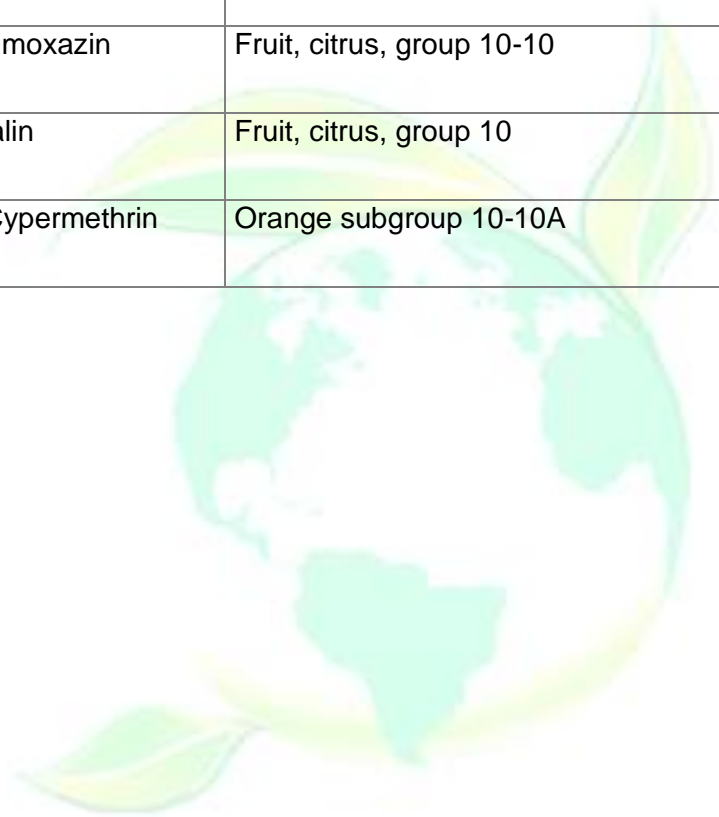 moxazin Fruit, citrus, group 10-10
alin Fruit, citrus, group 10
Cypermethrin Orange subgroup 10-10A